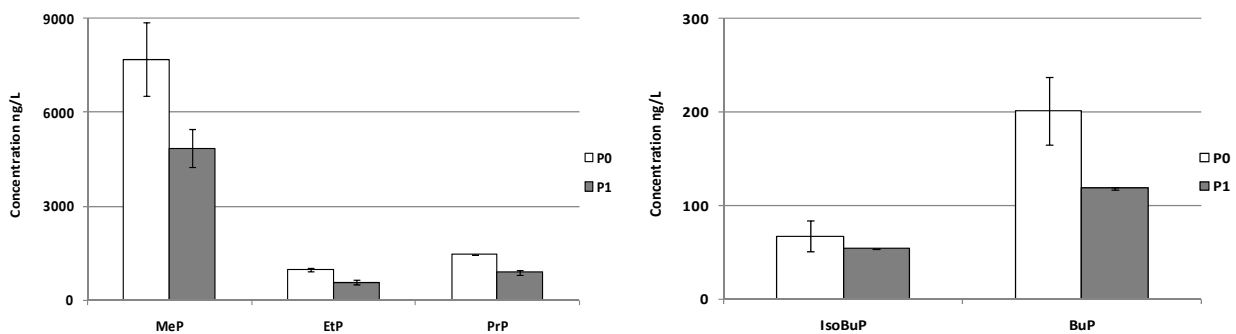 Concentration ng/L
9000
6000
3000
0
MeP EtP PrP
P0
P1
Concentration ng/L
300
200
100
0
IsoBuP BuP
P0
P1